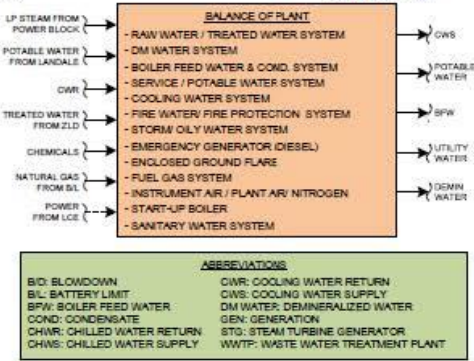 LP STEAM FROM
POWER BLOCK
POTABLE WATER
FROM LANDALE
CWR
TREATED WATER
FROM ZLD
CHEMICALS
NATURAL GAS
FROM B/L
POWER
FROM LCE
BALANCE OF PLANT
- RAW WATER / TREATED WATER SYSTEM
- DM WATER SYSTEM
- BOILER FEED WATER & COND. SYSTEM
- SERVICE / POTABLE WATER SYSTEM
- COOLING WATER SYSTEM
- FIRE WATER/ FIRE PROTECTION SYSTEM
- STORM/ OILY WATER SYSTEM
- EMERGENCY GENERATOR (DIESEL)
- ENCLOSED GROUND FLARE
- FUEL GAS SYSTEM
- INSTRUMENT AIR / PLANT AIR/ NITROGEN
- START-UP BOILER
- SANITARY WATER SYSTEM
CWS
POTABLE
WATER
BFW
UTILITY
WATER
DEMIN
WATER
ABBREVIATIONS
B/D: BLOWDOWN
B/L: BATTERY LIMIT
BFW: BOILER FEED WATER
COND: CONDENSATE
CHWR: CHILLED WATER RETURN
CHWS: CHILLED WATER SUPPLY
CWR: COOLING WATER RETURN
CWS: COOLING WATER SUPPLY
DM WATER: DEMINERALIZED WATER
GEN: GENERATION
STG: STEAM TURBINE GENERATOR
WWTP: WASTE WATER TREATMENT PLANT